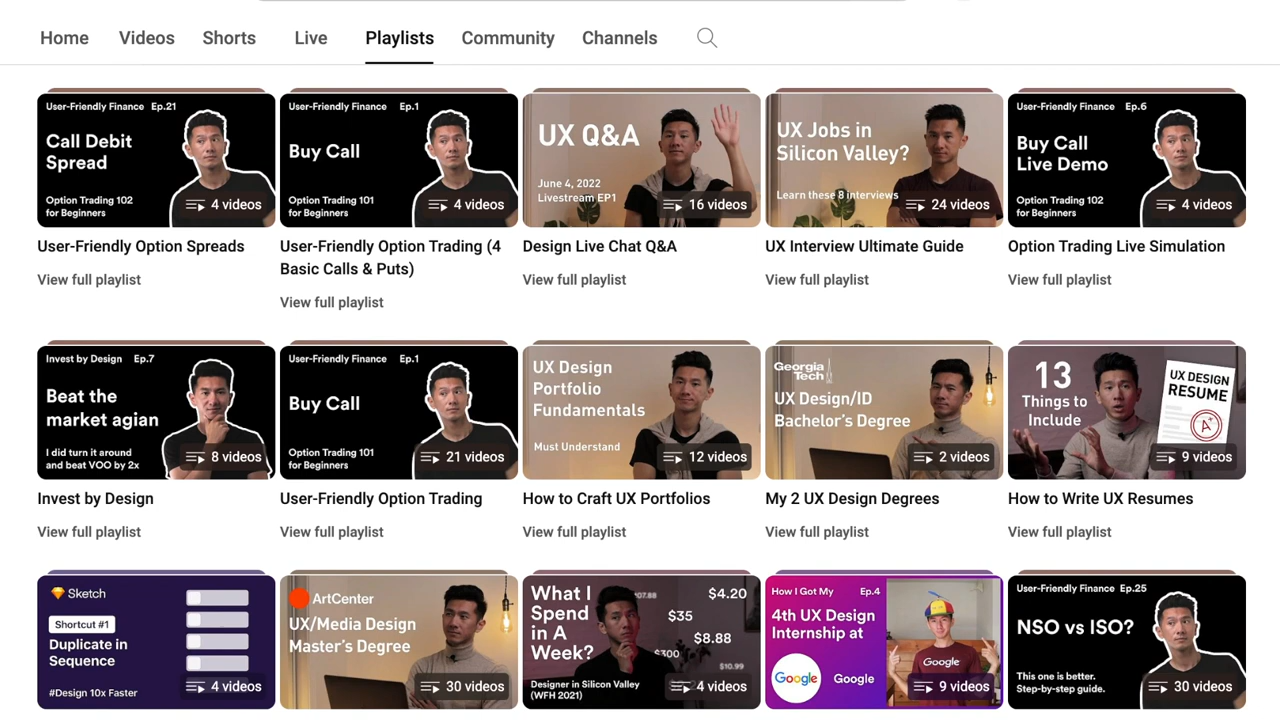 Home Videos Shorts Live Playlists Community Channels
User-Friendly Finance Ep.21
Call Debit
Spread
Option Trading 102
for Beginners
4 videos
User-Friendly Option Spreads
View full playlist
User-Friendly Finance Ep.1
Buy Call
Option Trading 101
for Beginners
4 videos
User-Friendly Option Trading (4
Basic Calls & Puts)
View full playlist
UX Q&A
June 4, 2022
Livestream EP1
16 videos
Design Live Chat Q&A
View full playlist
UX Jobs in
Silicon Valley?
Learn these 8 interviews
24 videos
UX Interview Ultimate Guide
View full playlist
User-Friendly Finance Ep.6
Buy Call
Live Demo
Option Trading 102
for Beginners
4 videos
Option Trading Live Simulation
View full playlist
Invest by Design Ep.7
Beat the
market agian
I did turn it around
and beat VOO by 2x
8 videos
Invest by Design
View full playlist
User-Friendly Finance Ep.1
Buy Call
Option Trading 101
for Beginners
21 videos
User-Friendly Option Trading
View full playlist
UX Design
Portfolio
Fundamentals
Must Understand
12 videos
How to Craft UX Portfolios
View full playlist
Georgia
Tech
UX Design/ID
Bachelor's Degree
2 videos
My 2 UX Design Degrees
View full playlist
13
Things to
Include
UX DESIGN
RESUME
A+
9 videos
How to Write UX Resumes
View full playlist
Sketch
Shortcut #1
Duplicate in
Sequence
#Design 10x Faster
4 videos
ArtCenter
UX/Media Design
Master's Degree
30 videos
What I
Spend
in A
Week?
Designer in Silicon Valley
(WFH 2021)
$4.20
$35
$8.88
$300
$10.99
4 videos
How I Got My Ep.4
4th UX Design
Internship at
Google
Google
Google
9 videos
User-Friendly Finance Ep.25
NSO vs ISO?
This one is better.
Step-by-step guide.
30 videos